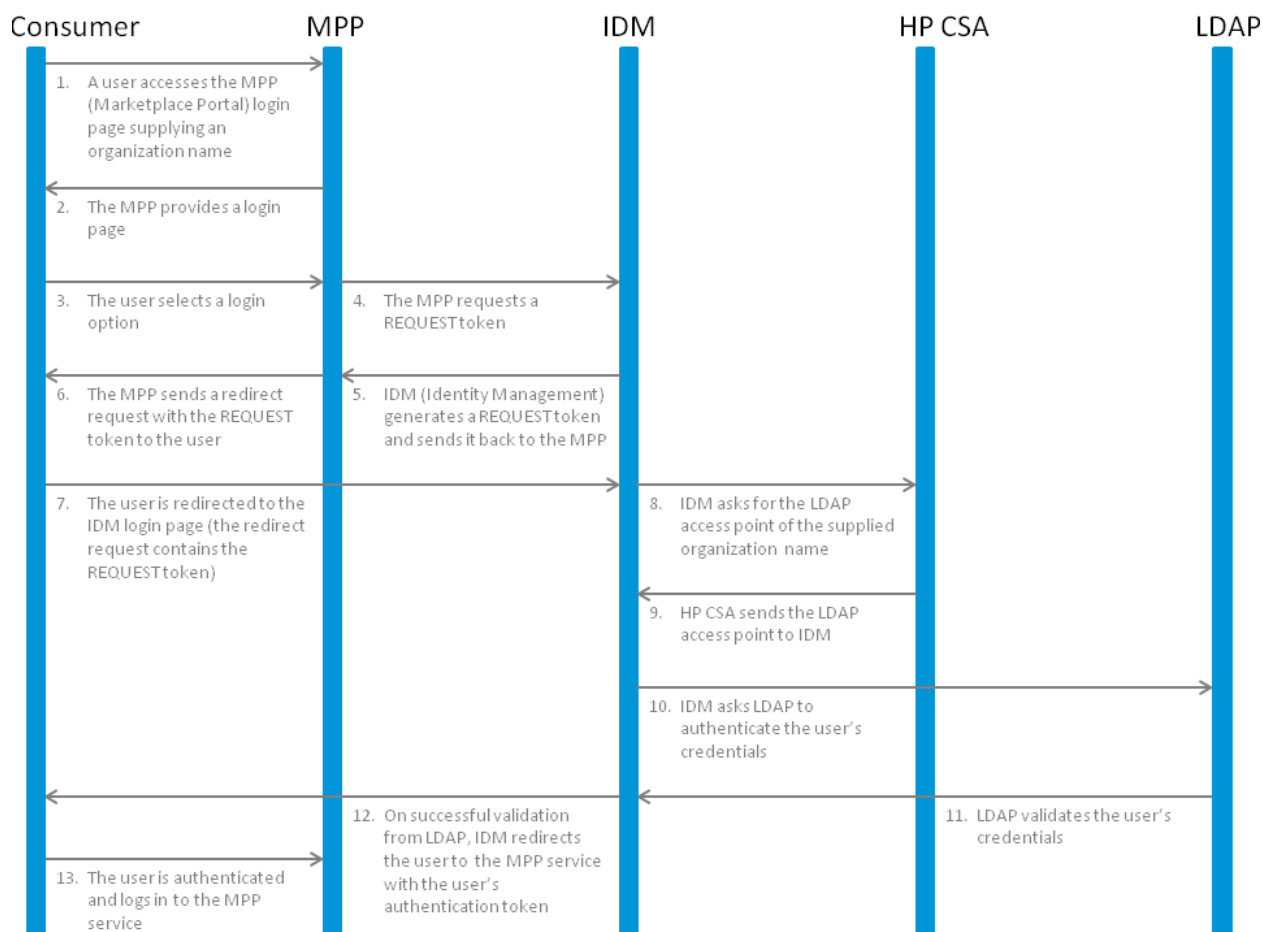 Consumer
MPP
IDM
HP CSA
LDAP
1. A user accesses the MPP
(Marketplace Portal) login
page supplying an
organization name
2. The MPP provides a login
page
3. The user selects a login
option
4. The MPP requests a
REQUEST token
6. The MPP sends a redirect
request with the REQUEST
token to the user
5. IDM (Identity Management)
generates a REQUEST token
and sends it back to the MPP
7. The user is redirected to the
IDM login page (the redirect
request contains the
REQUEST token)
8. IDM asks for the LDAP
access point of the supplied
organization name
9. HP CSA sends the LDAP
access point to IDM
10. IDM asks LDAP to
authenticate the user's
credentials
12. On successful validation
from LDAP, IDM redirects
the user to the MPP service
with the user's
authentication token
11. LDAP validates the user's
credentials
13. The user is authenticated
and logs in to the MPP
service